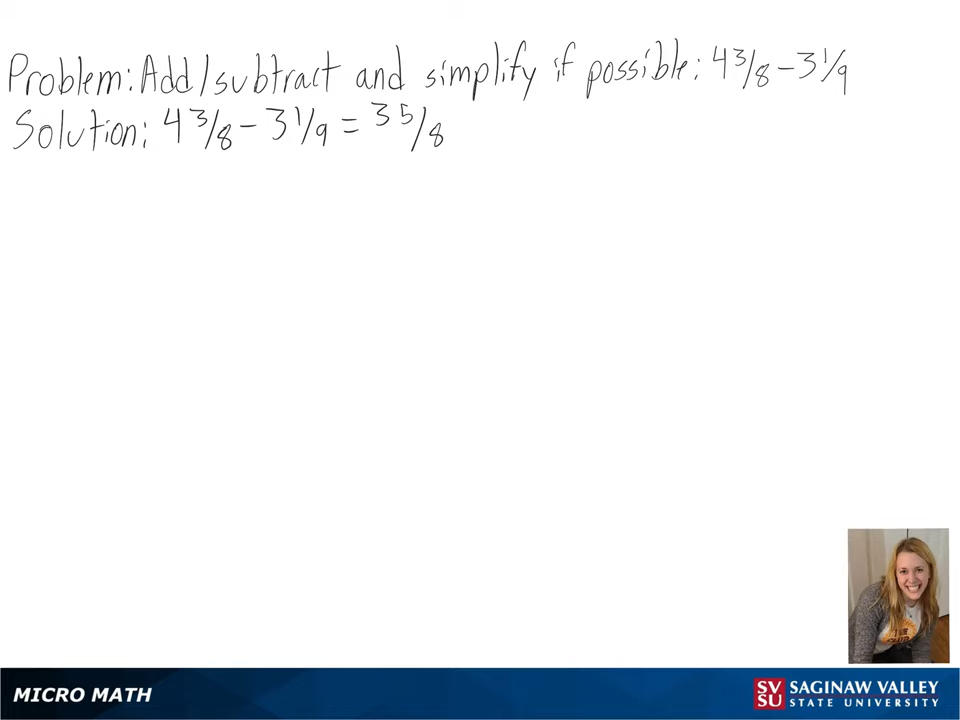 Problem: Add/subtract and simplify if possible: 4 3/8 - 3 1/9
Solution: 4 3/8 - 3 1/9 = 3 5/8
MICRO MATH
SV SU SAGINAW VALLEY STATE UNIVERSITY